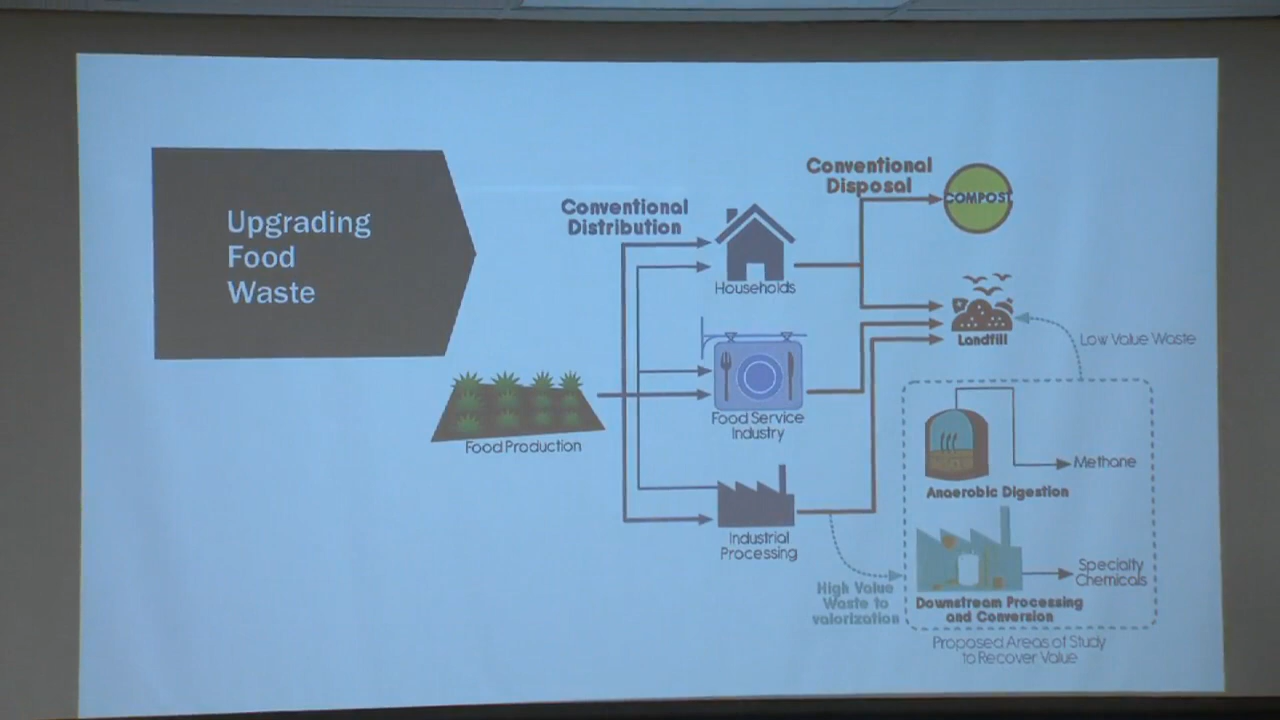 Upgrading
Food
Waste
Conventional
Distribution
Conventional
Disposal
COMPOST
Households
Landfill
Low Value Waste
Food Service
Industry
Food Production
Methane
Anaerobic Digestion
Industrial
Processing
Specialty
Chemicals
High Value
Waste to
valorization
Downstream Processing
and Conversion
Proposed Areas of Study
to Recover Value